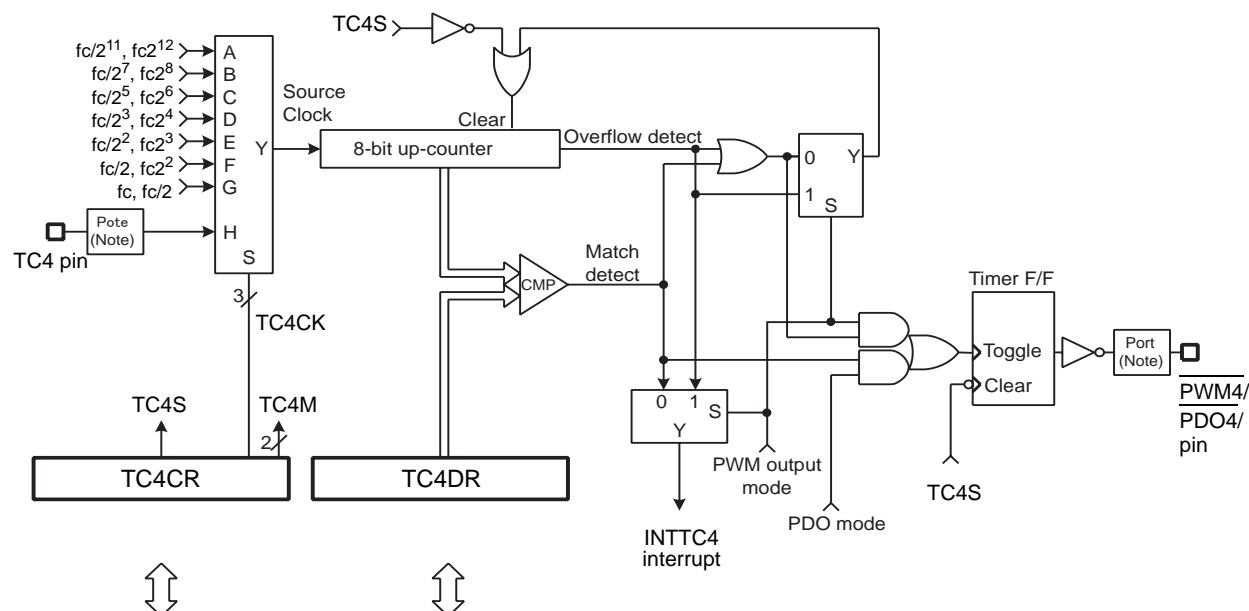 TC4S
fc/2¹¹, fc2¹²
fc/2⁷, fc2⁸
fc/2⁵, fc2⁶
fc/2³, fc2⁴
fc/2², fc2³
fc/2, fc2²
fc, fc/2
A
B
C
D
E
F
G
H
Y
S
Source
Clock
Clear
8-bit up-counter
Overflow detect
0
1
Y
S
Pote
(Note)
TC4 pin
3
TC4CK
CMP
Match
detect
Timer F/F
Toggle
Clear
Port
(Note)
PWM4/
PDO4/
pin
TC4S
0
1
S
Y
PWM output
mode
PDO mode
INTTC4
interrupt
TC4S
TC4M
2
TC4CR
TC4DR